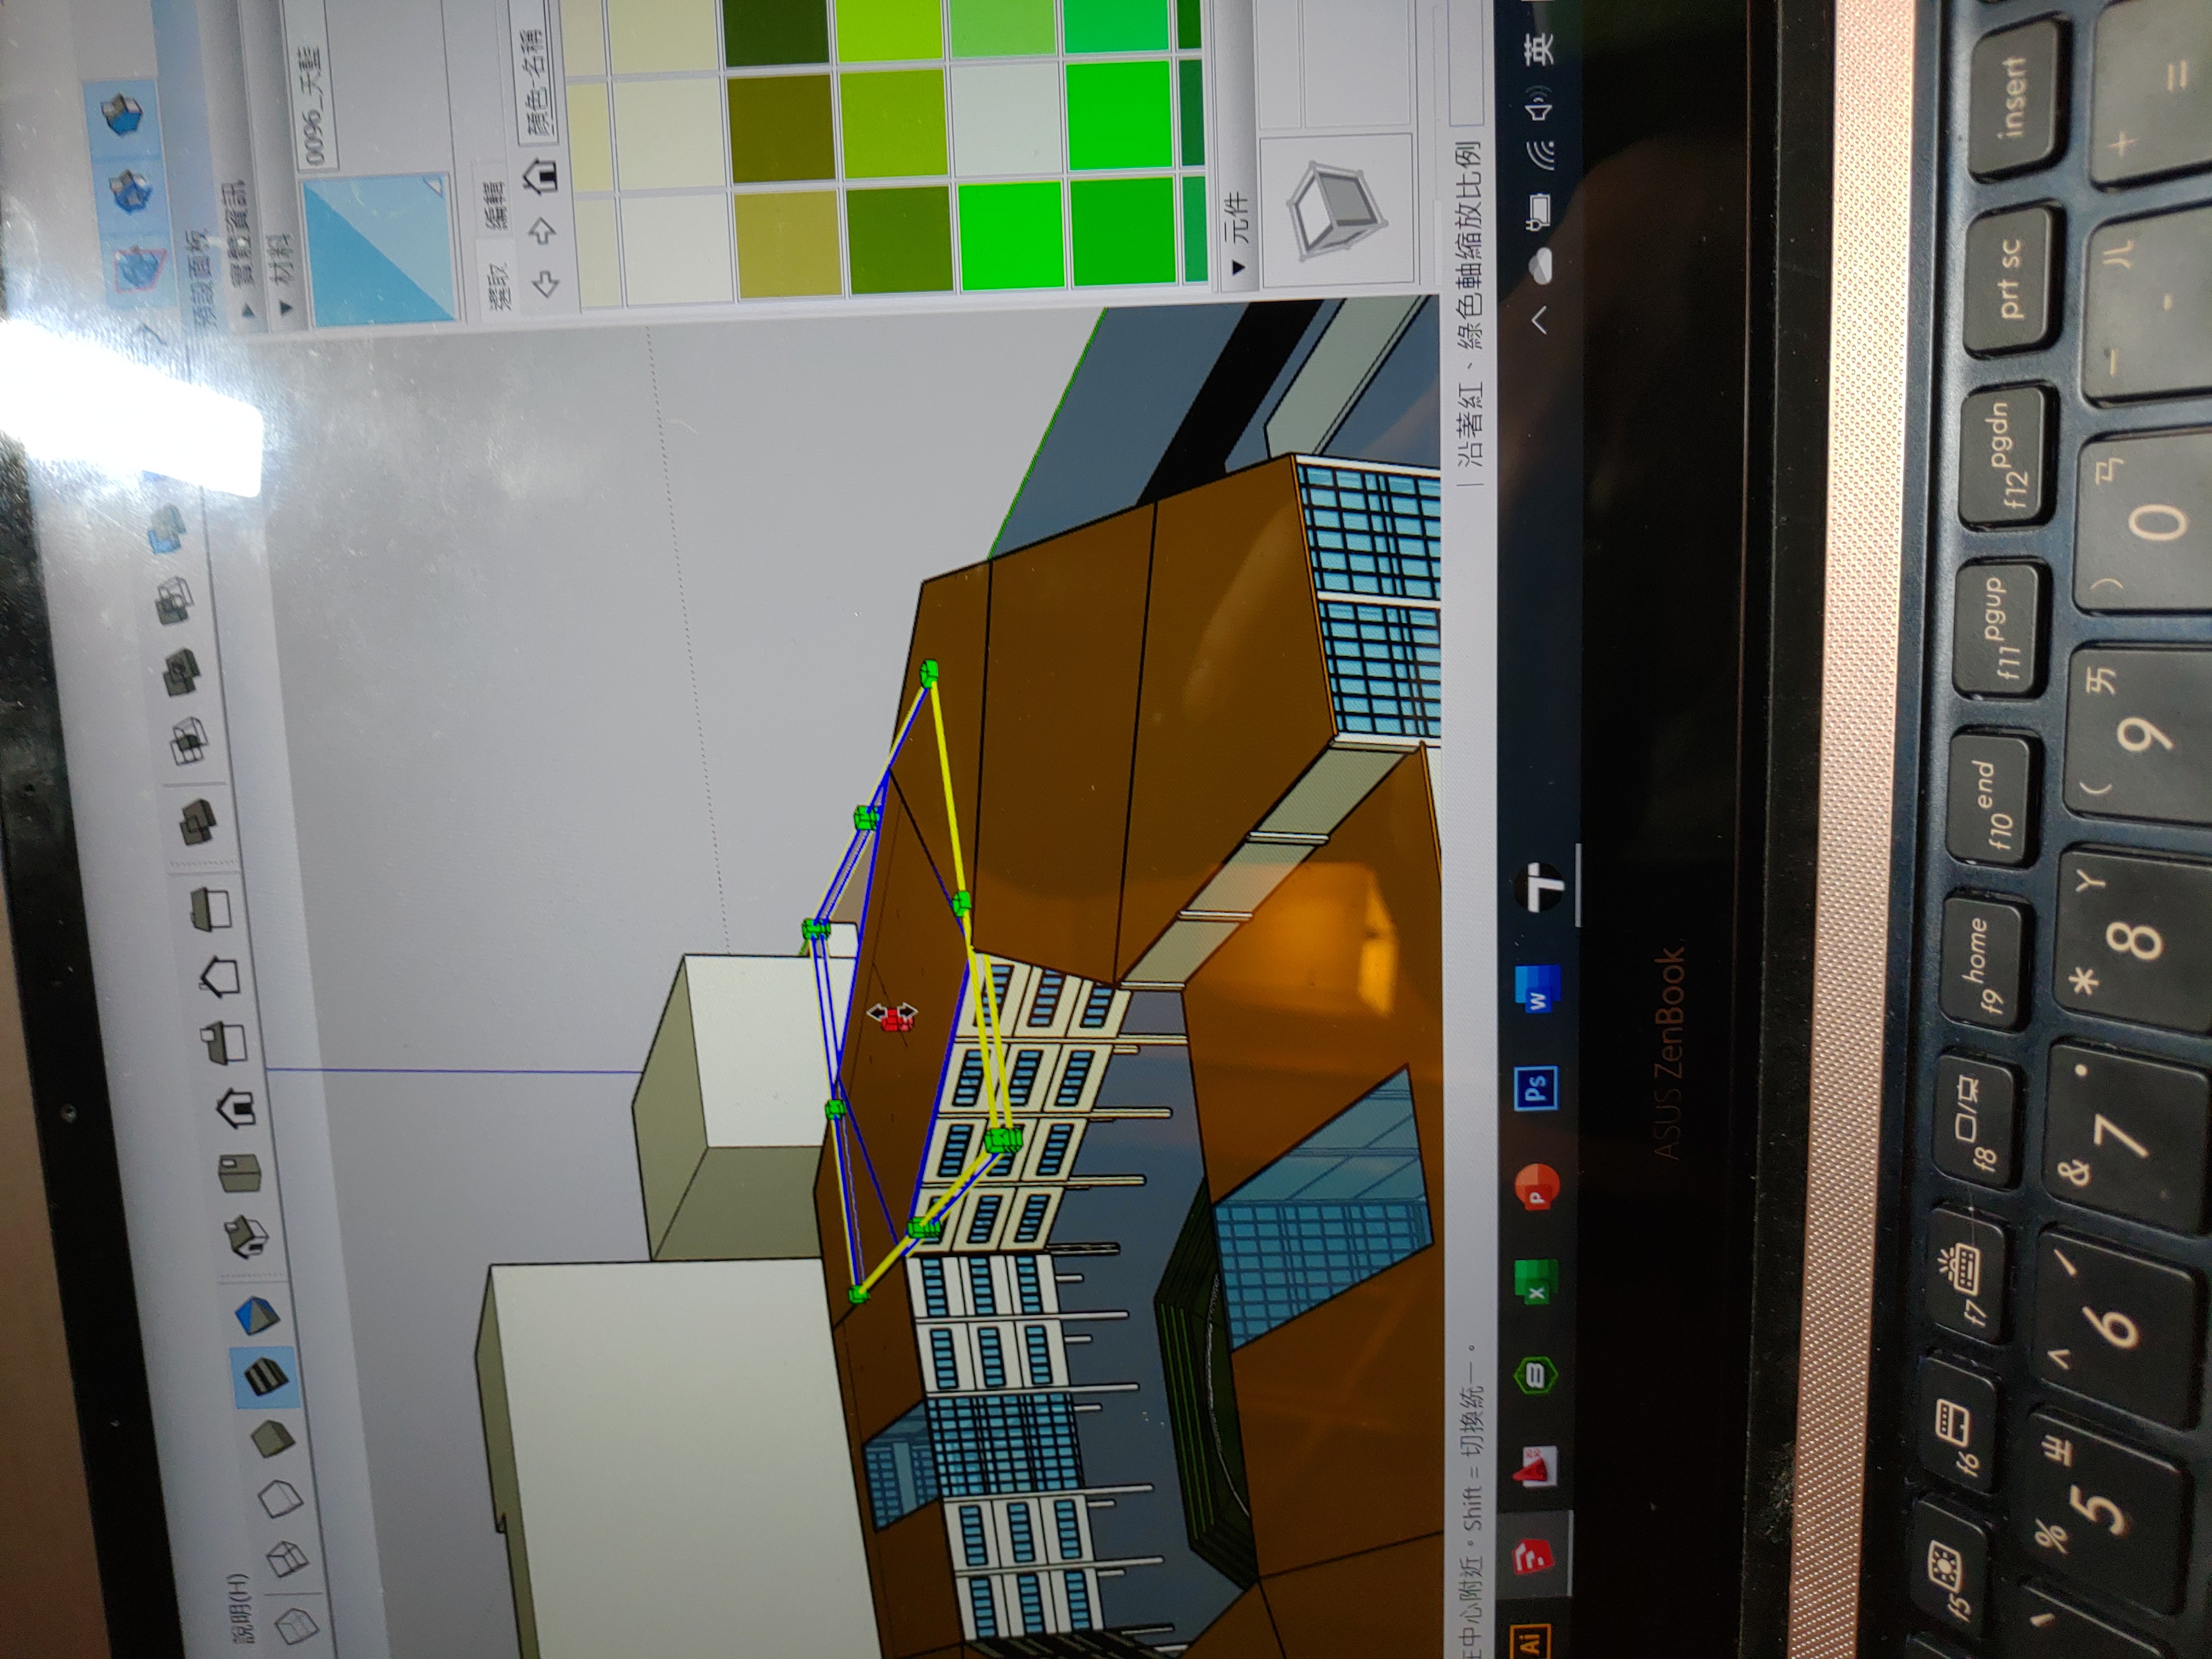 說明(H)
預設面板
實體資訊
材料
0096_天藍
選取 編輯
顏色-名稱
元件
在中心附近。Shift = 切換統一。
沿著紅、綠色軸縮放比例
Ai
X
P
Ps
W
英
ASUS ZenBook
f5
f6
f7
f8
f9 home
f10 end
f11 pgup
f12 pgdn
prt sc
insert
% 5 ㄓ
^ 6 ˊ
& 7 ˙
* 8 ㄚ
( 9 ㄞ
) 0 ㄢ
- ㄦ
+ =